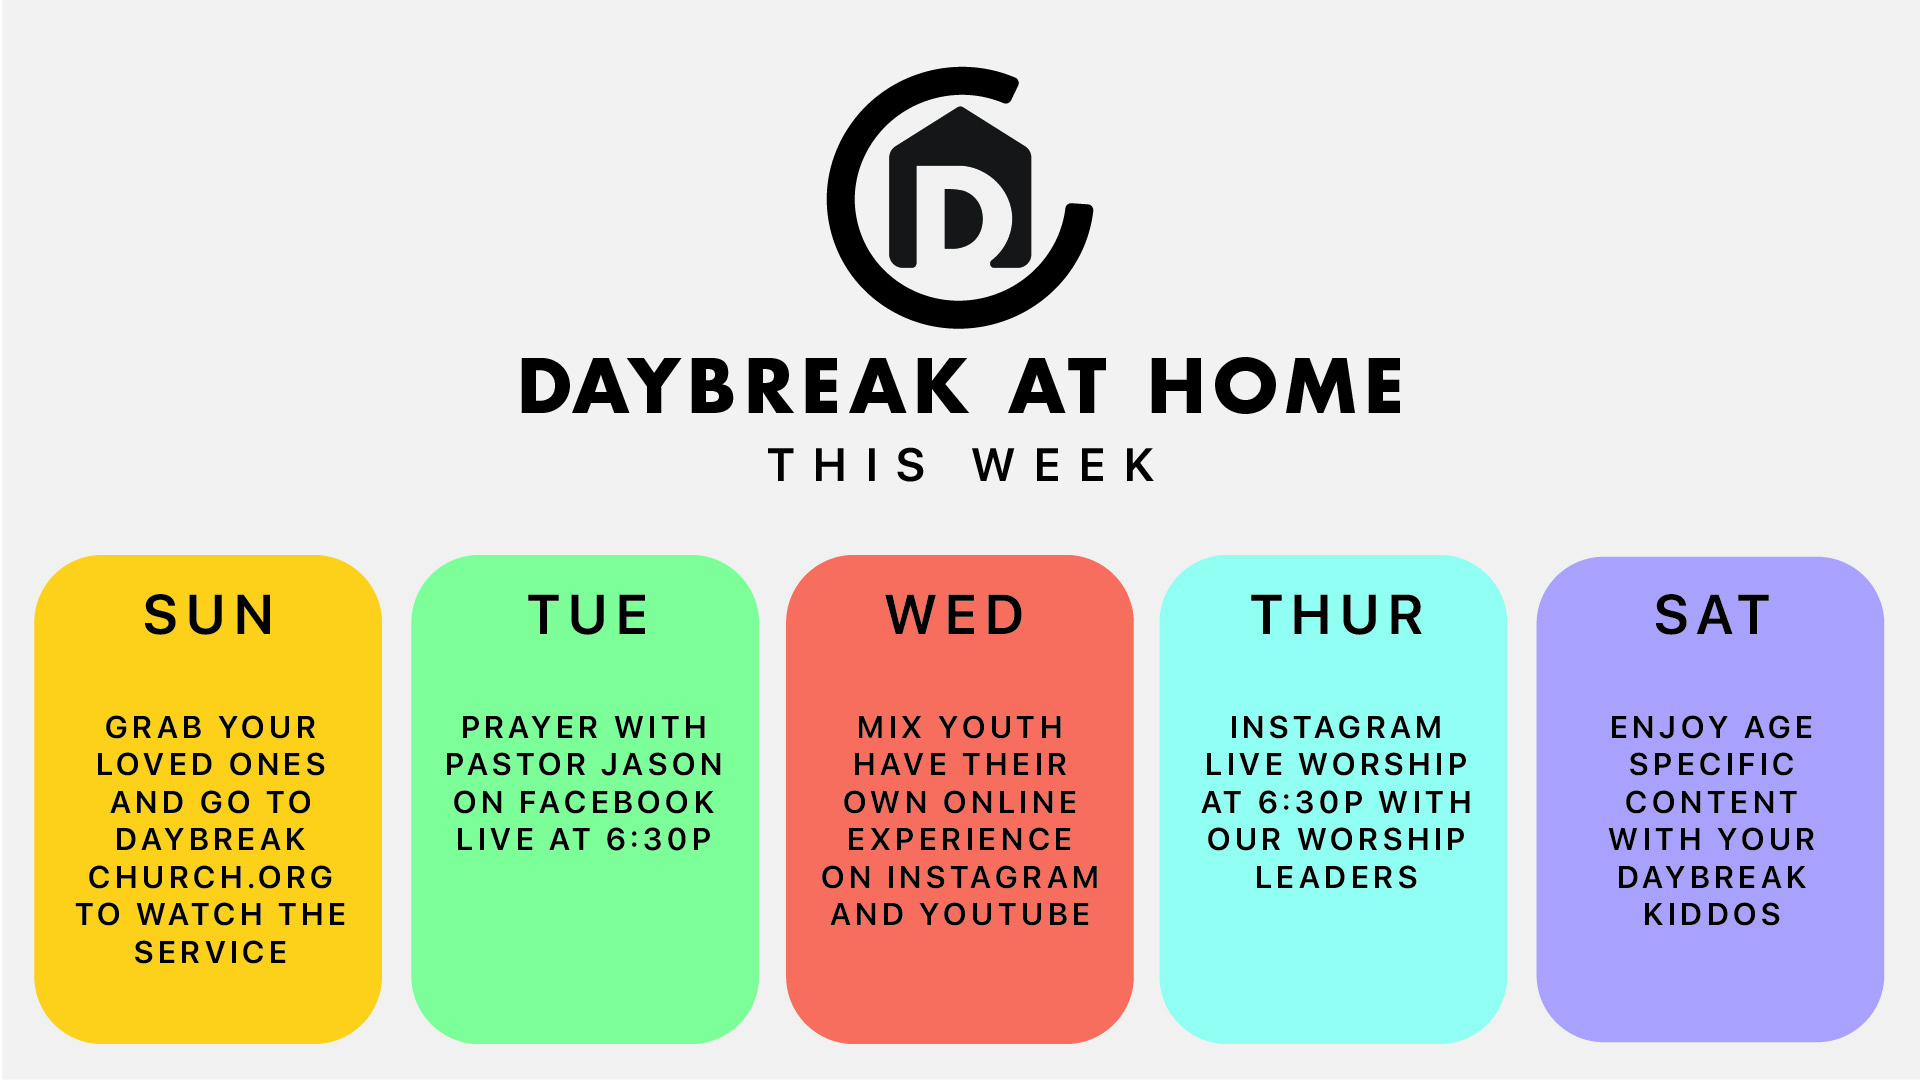 D
DAYBREAK AT HOME
THIS WEEK
SUN
GRAB YOUR
LOVED ONES
AND GO TO
DAYBREAK
CHURCH.ORG
TO WATCH THE
SERVICE
TUE
PRAYER WITH
PASTOR JASON
ON FACEBOOK
LIVE AT 6:30P
WED
MIX YOUTH
HAVE THEIR
OWN ONLINE
EXPERIENCE
ON INSTAGRAM
AND YOUTUBE
THUR
INSTAGRAM
LIVE WORSHIP
AT 6:30P WITH
OUR WORSHIP
LEADERS
SAT
ENJOY AGE
SPECIFIC
CONTENT
WITH YOUR
DAYBREAK
KIDDOS